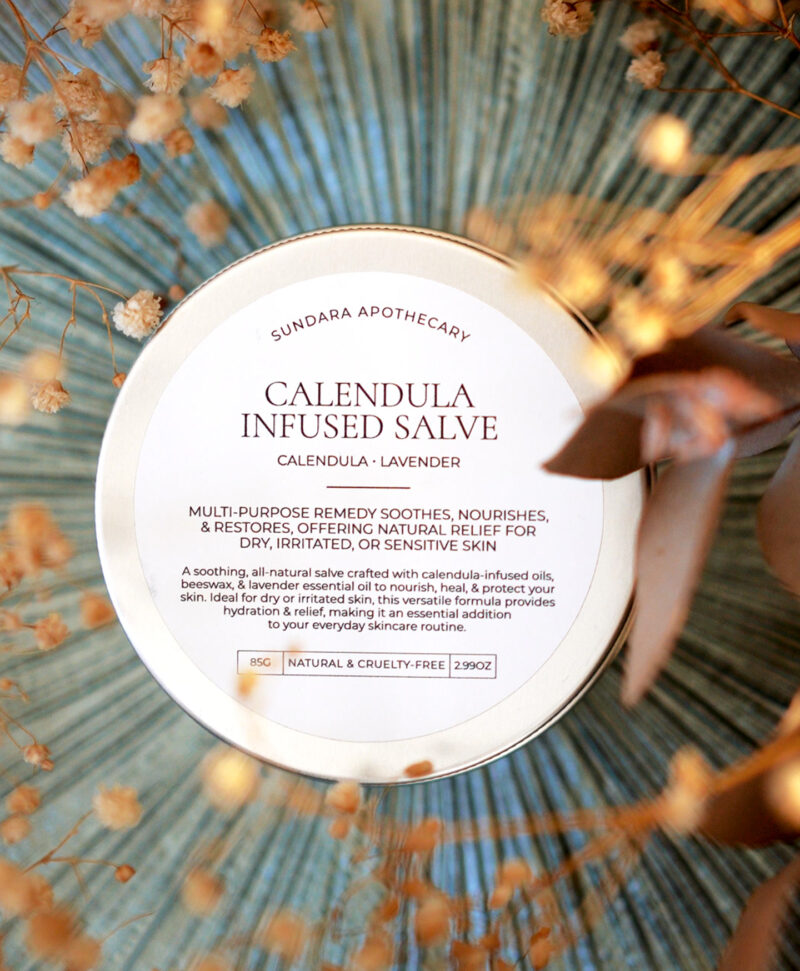 SUNDARA APOTHECARY
CALENDULA
INFUSED SALVE
CALENDULA · LAVENDER
MULTI-PURPOSE REMEDY SOOTHES, NOURISHES,
& RESTORES, OFFERING NATURAL RELIEF FOR
DRY, IRRITATED, OR SENSITIVE SKIN
A soothing, all-natural salve crafted with calendula-infused oils,
beeswax, & lavender essential oil to nourish, heal, & protect your
skin. Ideal for dry or irritated skin, this versatile formula provides
hydration & relief, making it an essential addition
to your everyday skincare routine.
85G NATURAL & CRUELTY-FREE 2.99OZ